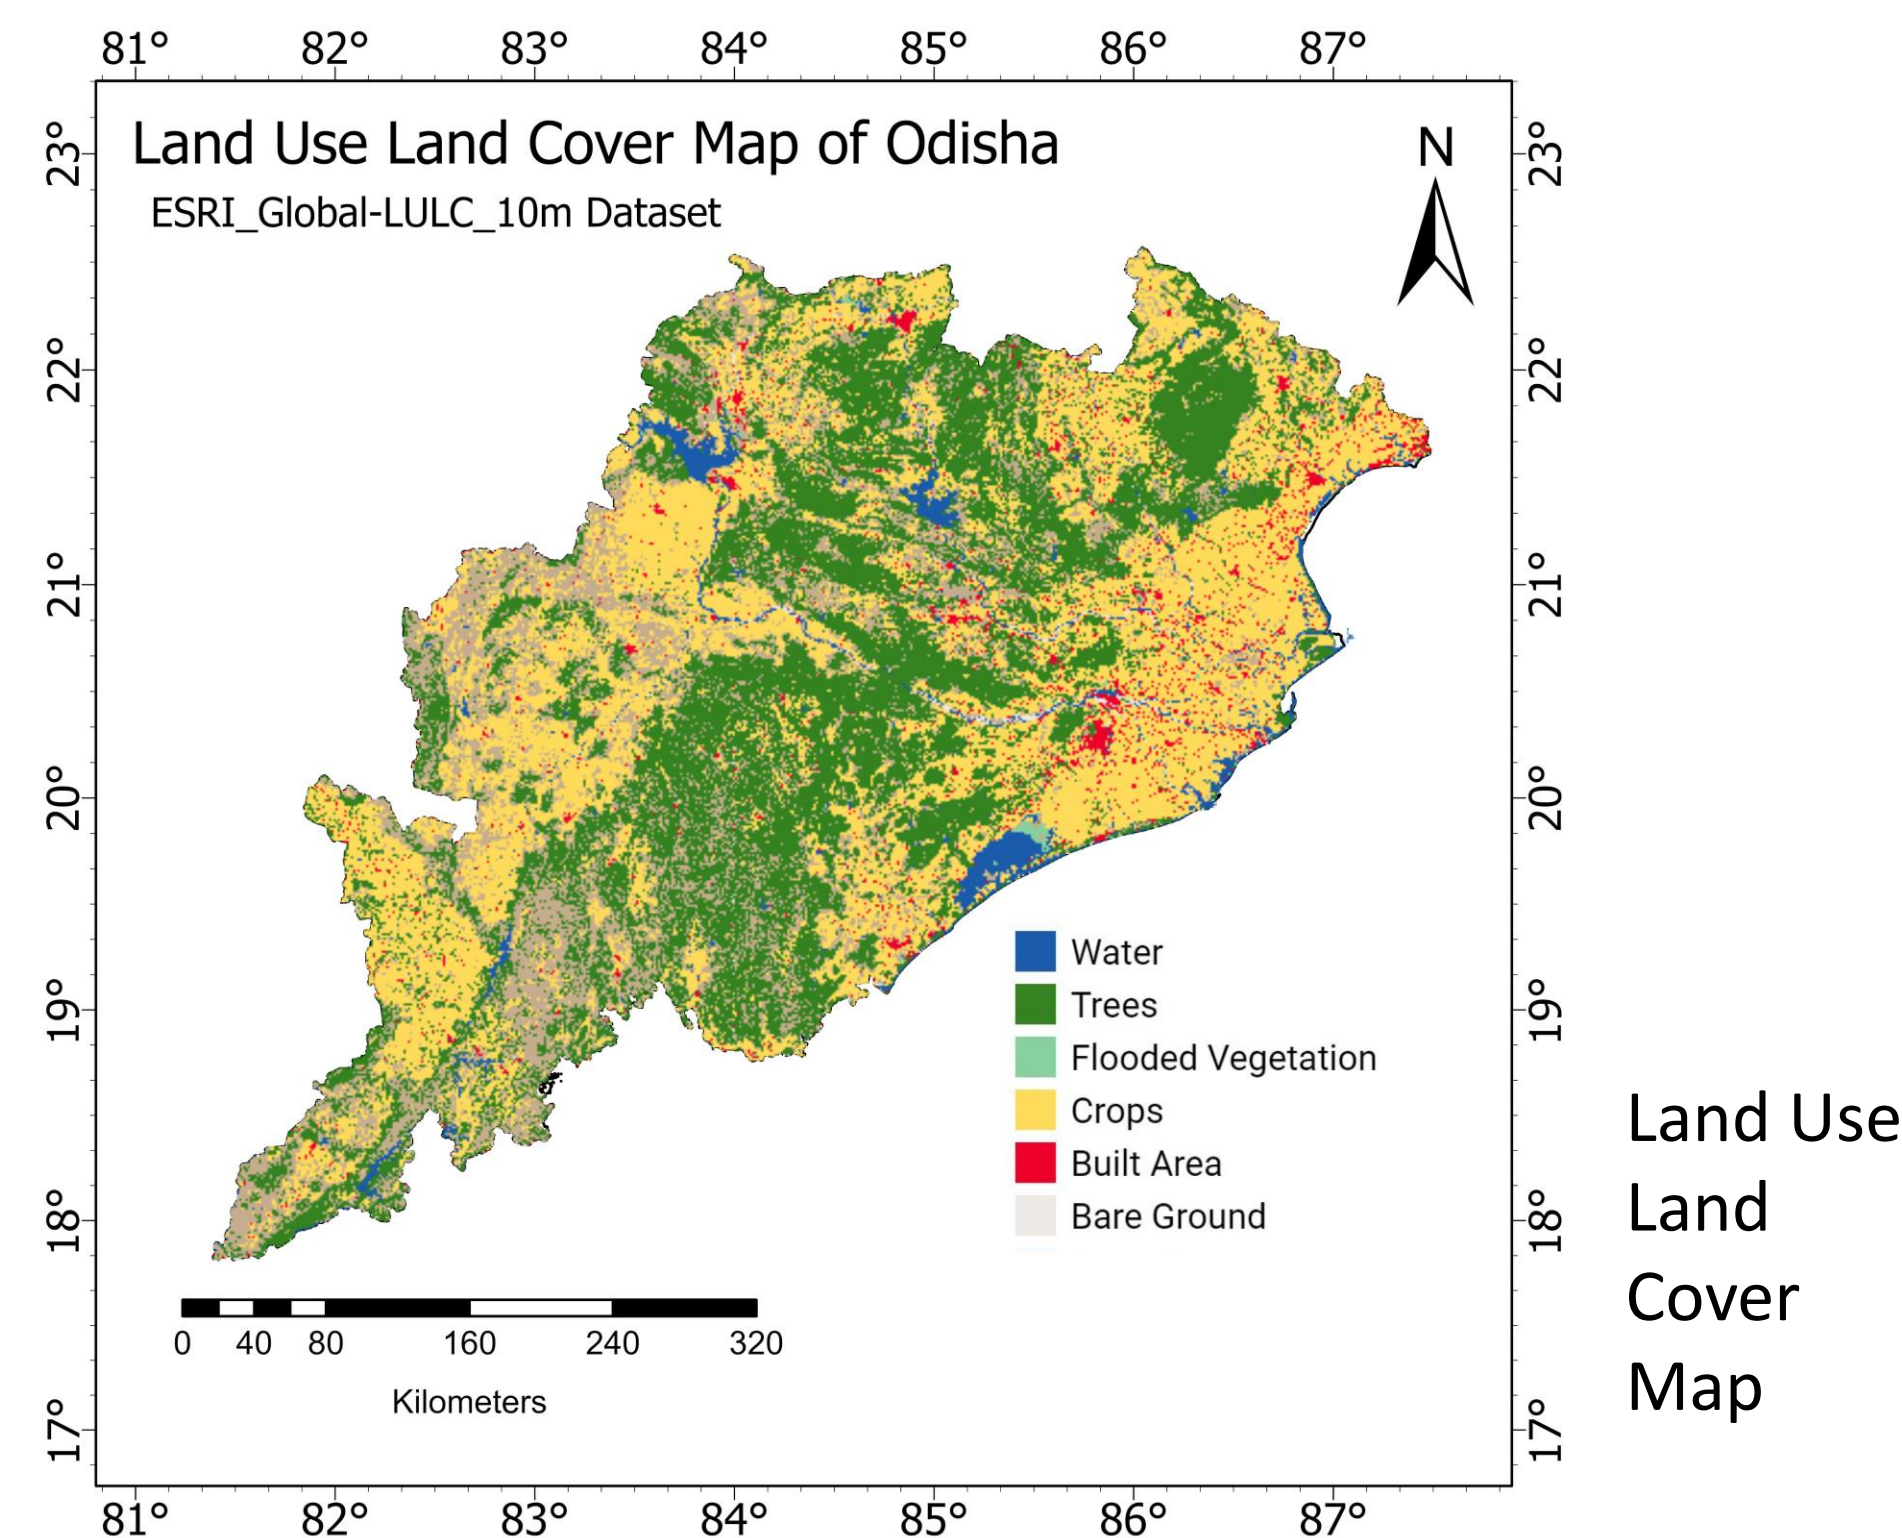 81° 82° 83° 84° 85° 86° 87°
Land Use Land Cover Map of Odisha
ESRI_Global-LULC_10m Dataset
N
23°
22°
21°
20°
19°
18°
17°
23°
22°
21°
20°
19°
18°
17°
Water
Trees
Flooded Vegetation
Crops
Built Area
Bare Ground
0 40 80 160 240 320
Kilometers
81° 82° 83° 84° 85° 86° 87°
Land Use
Land
Cover
Map